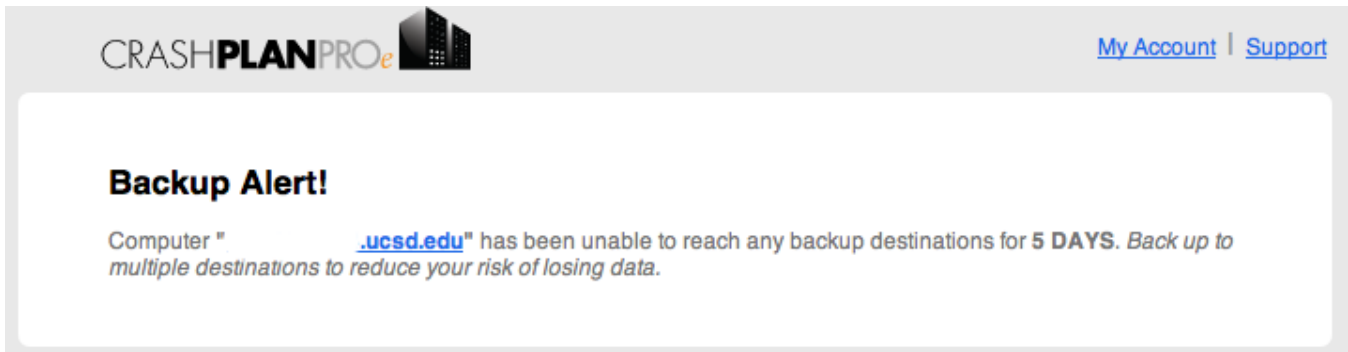 CRASHPLANPROe
My Account | Support
Backup Alert!
Computer " .ucsd.edu" has been unable to reach any backup destinations for 5 DAYS. Back up to
multiple destinations to reduce your risk of losing data.